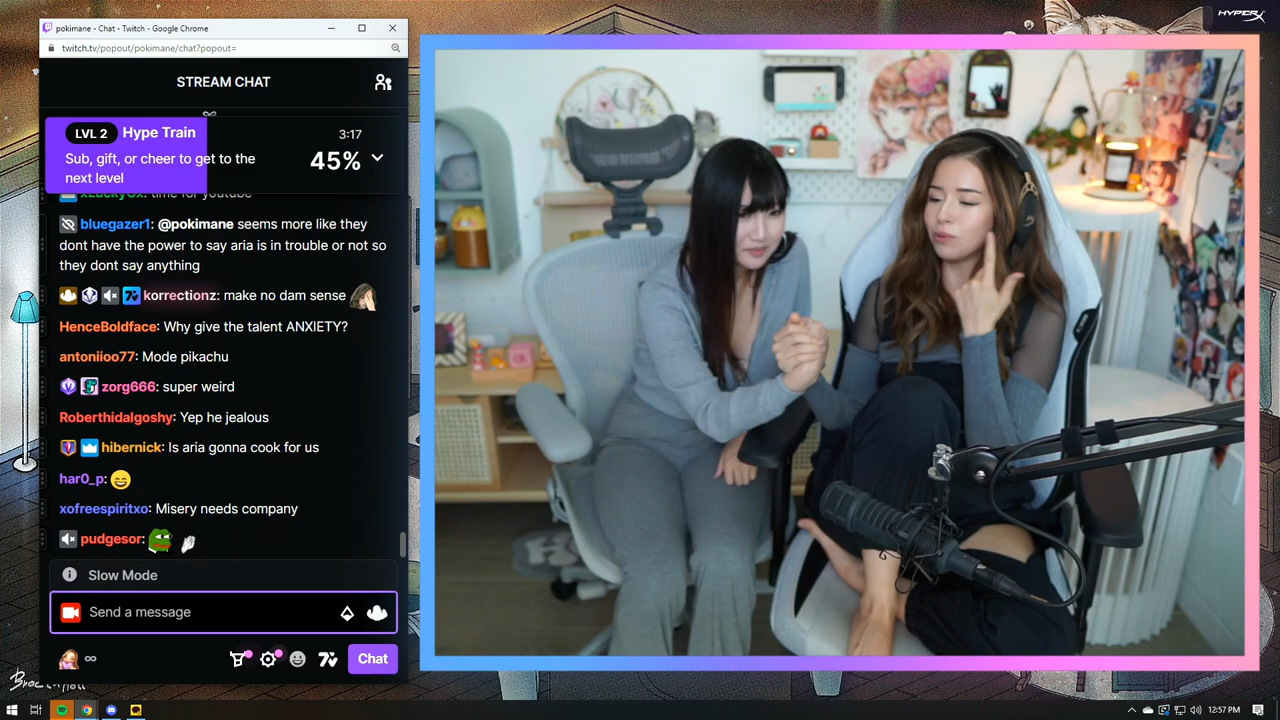 pokimane - Chat - Twitch - Google Chrome
twitch.tv/popout/pokimane/chat?popout=
HYPERX
STREAM CHAT
LVL 2 Hype Train
3:17
Sub, gift, or cheer to get to the
next level
45%
time for youtube
bluegazer1: @pokimane seems more like they
dont have the power to say aria is in trouble or not so
they dont say anything
korrectionz: make no dam sense
HenceBoldface: Why give the talent ANXIETY?
antoniioo77: Mode pikachu
zorg666: super weird
Roberthidalgoshy: Yep he jealous
hibernick: Is aria gonna cook for us
har0_p:
xofreespiritxo: Misery needs company
pudgesor:
Slow Mode
Send a message
∞
Chat
12:57 PM